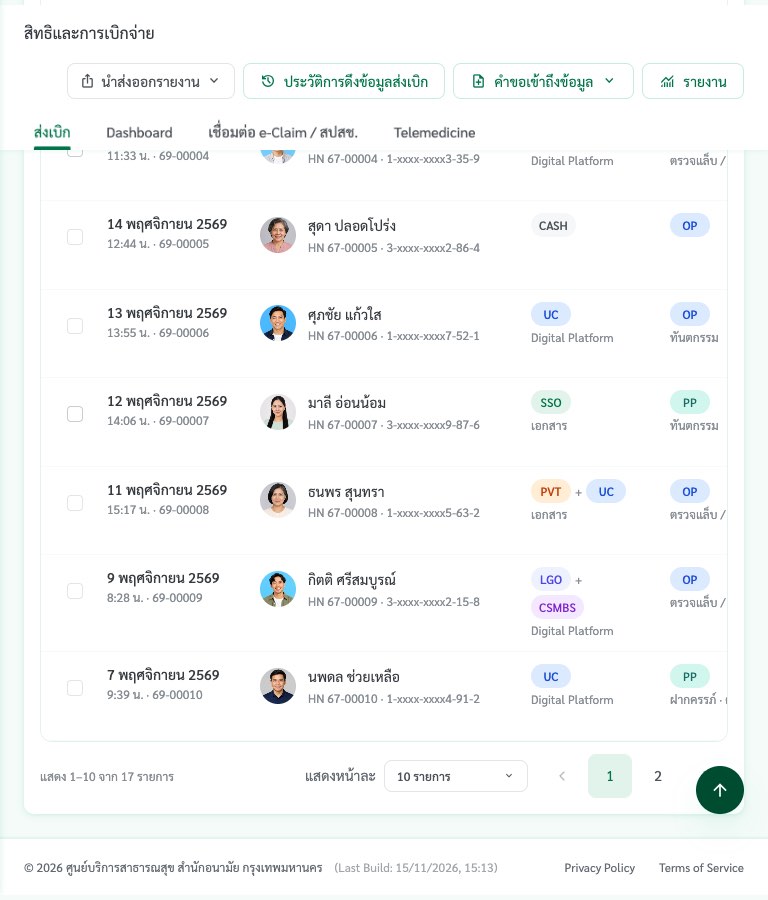 สิทธิและการเบิกจ่าย
นำส่งออกรายงาน
ประวัติการดึงข้อมูลส่งเบิก
คำขอเข้าถึงข้อมูล
รายงาน
ส่งเบิก
Dashboard
เชื่อมต่อ e-Claim / สปสช.
Telemedicine
11:33 น. · 69-00004
HN 67-00004 · 1-xxxx-xxxx3-35-9
Digital Platform
ตรวจแล็บ /
14 พฤศจิกายน 2569
12:44 น. · 69-00005
สุดา ปลอดโปร่ง
HN 67-00005 · 3-xxxx-xxxx2-86-4
CASH
OP
13 พฤศจิกายน 2569
13:55 น. · 69-00006
ศุภชัย แก้วใส
HN 67-00006 · 1-xxxx-xxxx7-52-1
UC
Digital Platform
OP
ทันตกรรม
12 พฤศจิกายน 2569
14:06 น. · 69-00007
มาลี อ่อนน้อม
HN 67-00007 · 3-xxxx-xxxx9-87-6
SSO
เอกสาร
PP
ทันตกรรม
11 พฤศจิกายน 2569
15:17 น. · 69-00008
ธนพร สุนทรา
HN 67-00008 · 1-xxxx-xxxx5-63-2
PVT + UC
เอกสาร
OP
ตรวจแล็บ /
9 พฤศจิกายน 2569
8:28 น. · 69-00009
กิตติ ศรีสมบูรณ์
HN 67-00009 · 3-xxxx-xxxx2-15-8
LGO +
CSMBS
Digital Platform
OP
ตรวจแล็บ /
7 พฤศจิกายน 2569
9:39 น. · 69-00010
นพดล ช่วยเหลือ
HN 67-00010 · 1-xxxx-xxxx4-91-2
UC
Digital Platform
PP
ฝากครรภ์ ·
แสดง 1–10 จาก 17 รายการ
แสดงหน้าละ
10 รายการ
1
2
© 2026 ศูนย์บริการสาธารณสุข สำนักอนามัย กรุงเทพมหานคร
(Last Build: 15/11/2026, 15:13)
Privacy Policy
Terms of Service